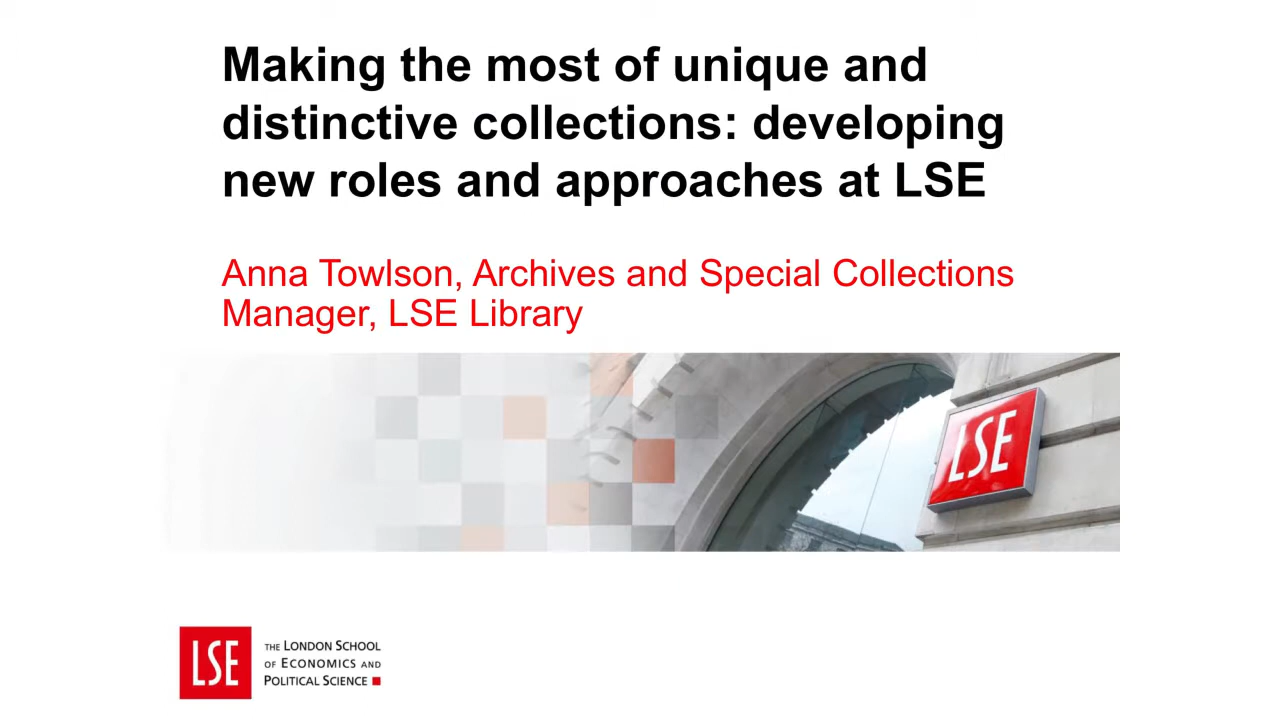 Making the most of unique and
distinctive collections: developing
new roles and approaches at LSE
Anna Towlson, Archives and Special Collections
Manager, LSE Library
LSE
LSE
THE LONDON SCHOOL
OF ECONOMICS AND
POLITICAL SCIENCE